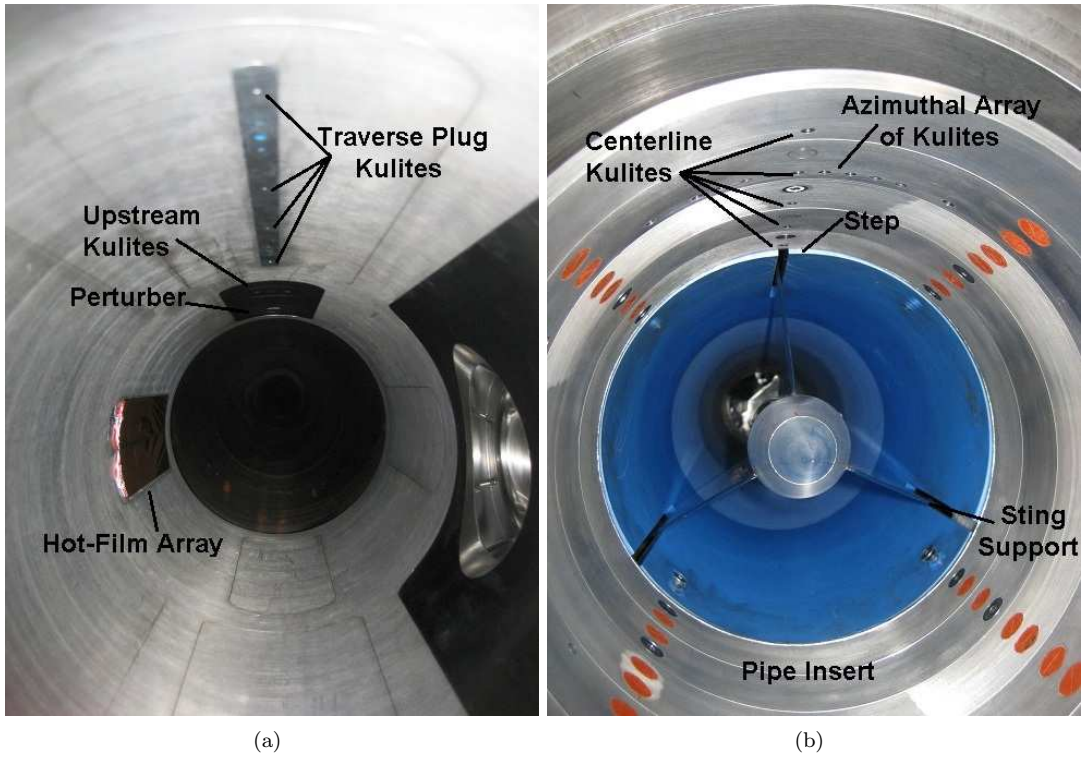 Traverse Plug
Kulites
Upstream
Kulites
Perturber
Hot-Film Array
(a)
Azimuthal Array
of Kulites
Centerline
Kulites
Step
Sting
Support
Pipe Insert
(b)